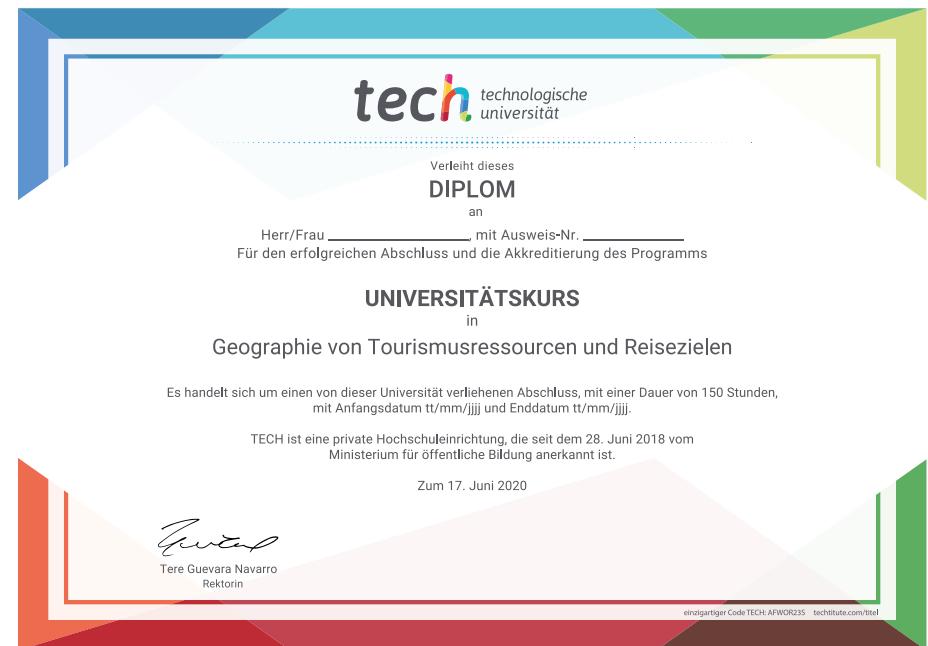 tech technologische
universität
Verleiht dieses
DIPLOM
an
Herr/Frau ____________, mit Ausweis-Nr. ____________
Für den erfolgreichen Abschluss und die Akkreditierung des Programms
UNIVERSITÄTSKURS
in
Geographie von Tourismusressourcen und Reisezielen
Es handelt sich um einen von dieser Universität verliehenen Abschluss, mit einer Dauer von 150 Stunden,
mit Anfangsdatum tt/mm/jjjj und Enddatum tt/mm/jjjj.
TECH ist eine private Hochschuleinrichtung, die seit dem 28. Juni 2018 vom
Ministerium für öffentliche Bildung anerkannt ist.
Zum 17. Juni 2020
Tere Guevara Navarro
Rektorin
einzigartiger Code TECH: AFWOR23S techtitute.com/titel